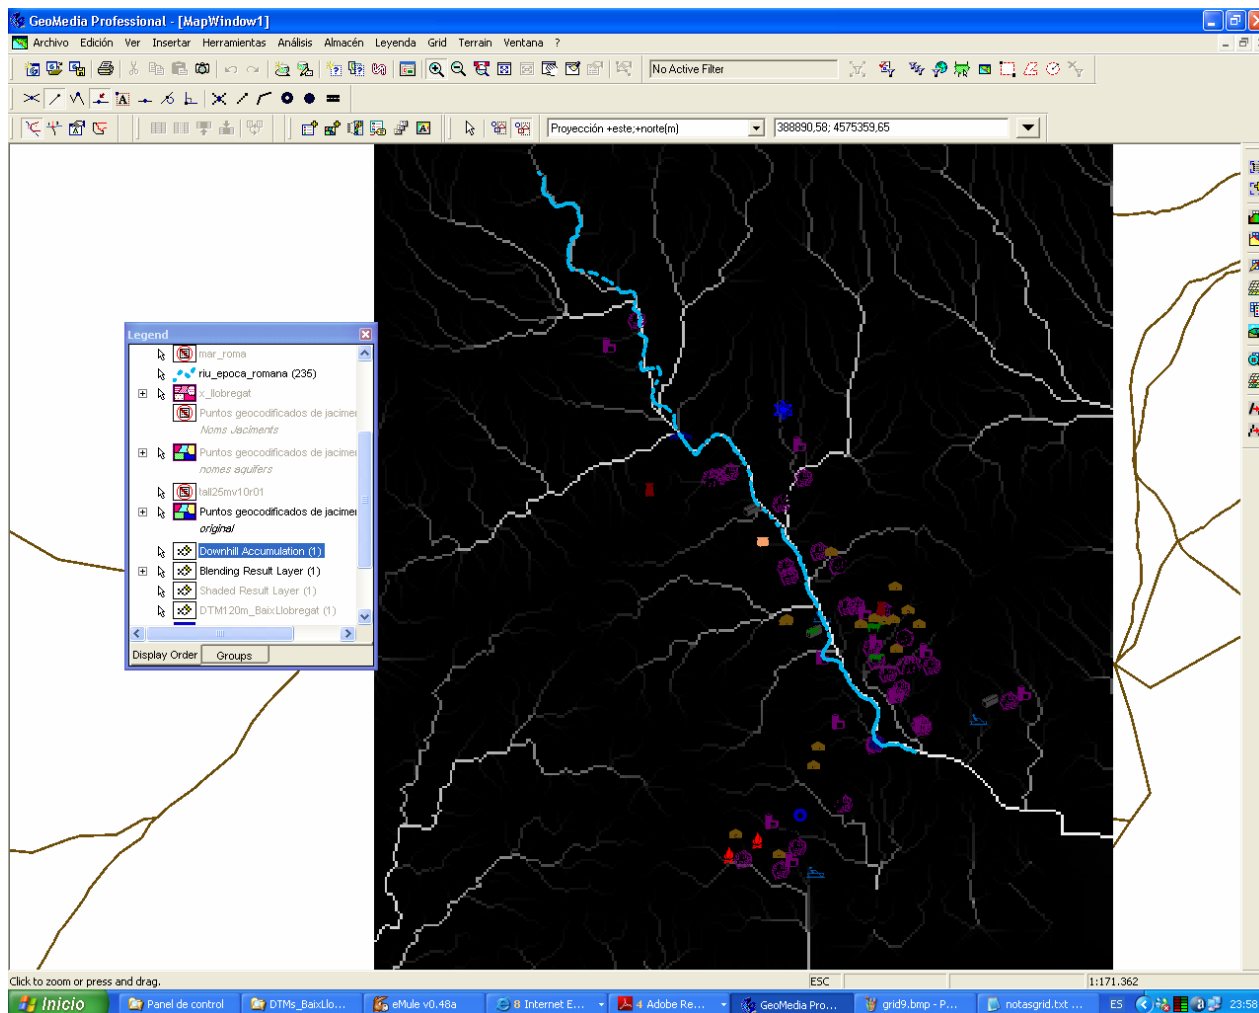 GeoMedia Professional - [MapWindow1]
Archivo Edición Ver Insertar Herramientas Análisis Almacén Leyenda Grid Terrain Ventana ?
No Active Filter
Proyección +este;+norte(m)
388890,58; 4575359,65
Legend
mar_roma
riu_epoca_romana (235)
x_llobregat
Puntos geocodificados de jacimer
Noms Jaciments
Puntos geocodificados de jacimer
nomes aquifers
tall25mv10r01
Puntos geocodificados de jacimer
original
Downhill Accumulation (1)
Blending Result Layer (1)
Shaded Result Layer (1)
DTM120m_BaixLlobregat (1)
Display Order Groups
Click to zoom or press and drag.
ESC
1:171.362
Inicio
Panel de control
DTMs_BaixLlo...
eMule v0.48a
8 Internet E...
4 Adobe Re...
GeoMedia Pro...
grid9.bmp - P...
notasgrid.txt ...
ES
23:58